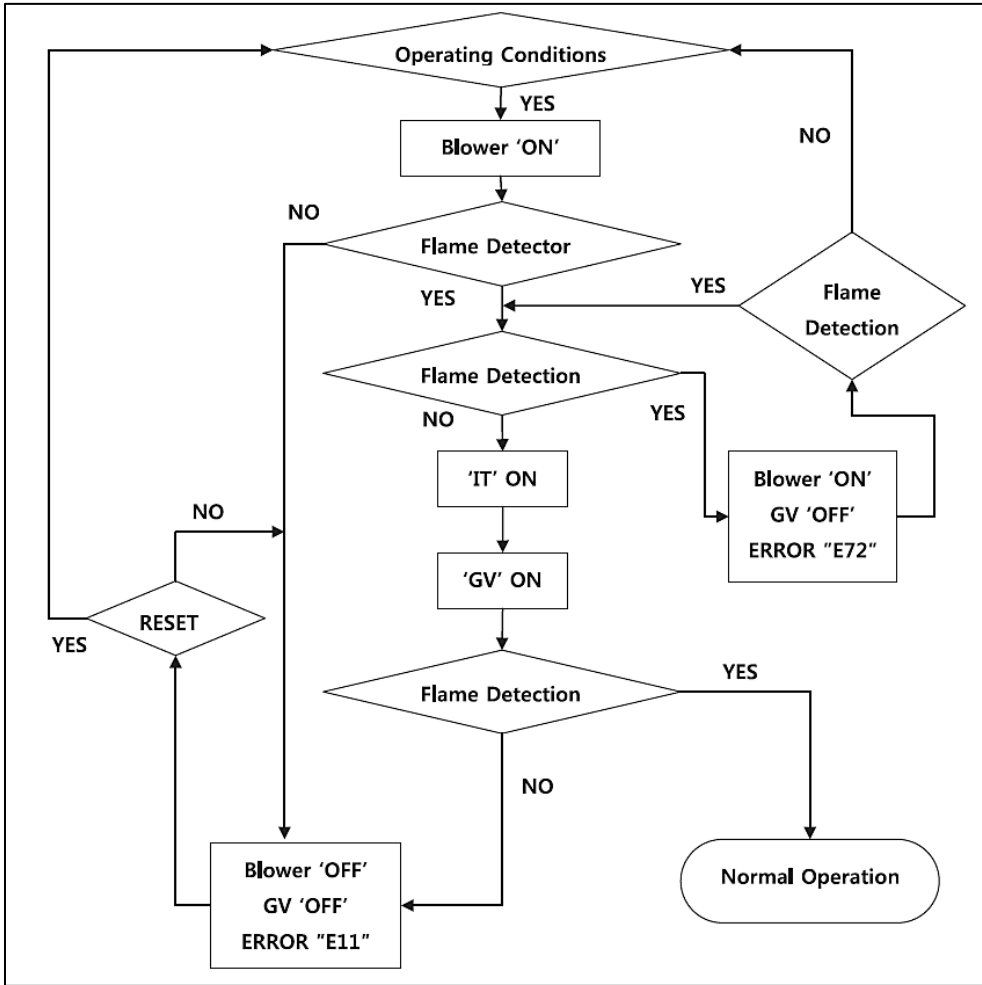 Operating Conditions
YES
NO
Blower ‘ON’
NO
Flame Detector
YES
YES
Flame
Detection
Flame Detection
YES
NO
‘IT’ ON
Blower ‘ON’
GV ‘OFF’
ERROR "E72"
NO
‘GV’ ON
RESET
YES
Flame Detection
YES
NO
Blower ‘OFF’
GV ‘OFF’
ERROR "E11"
Normal Operation